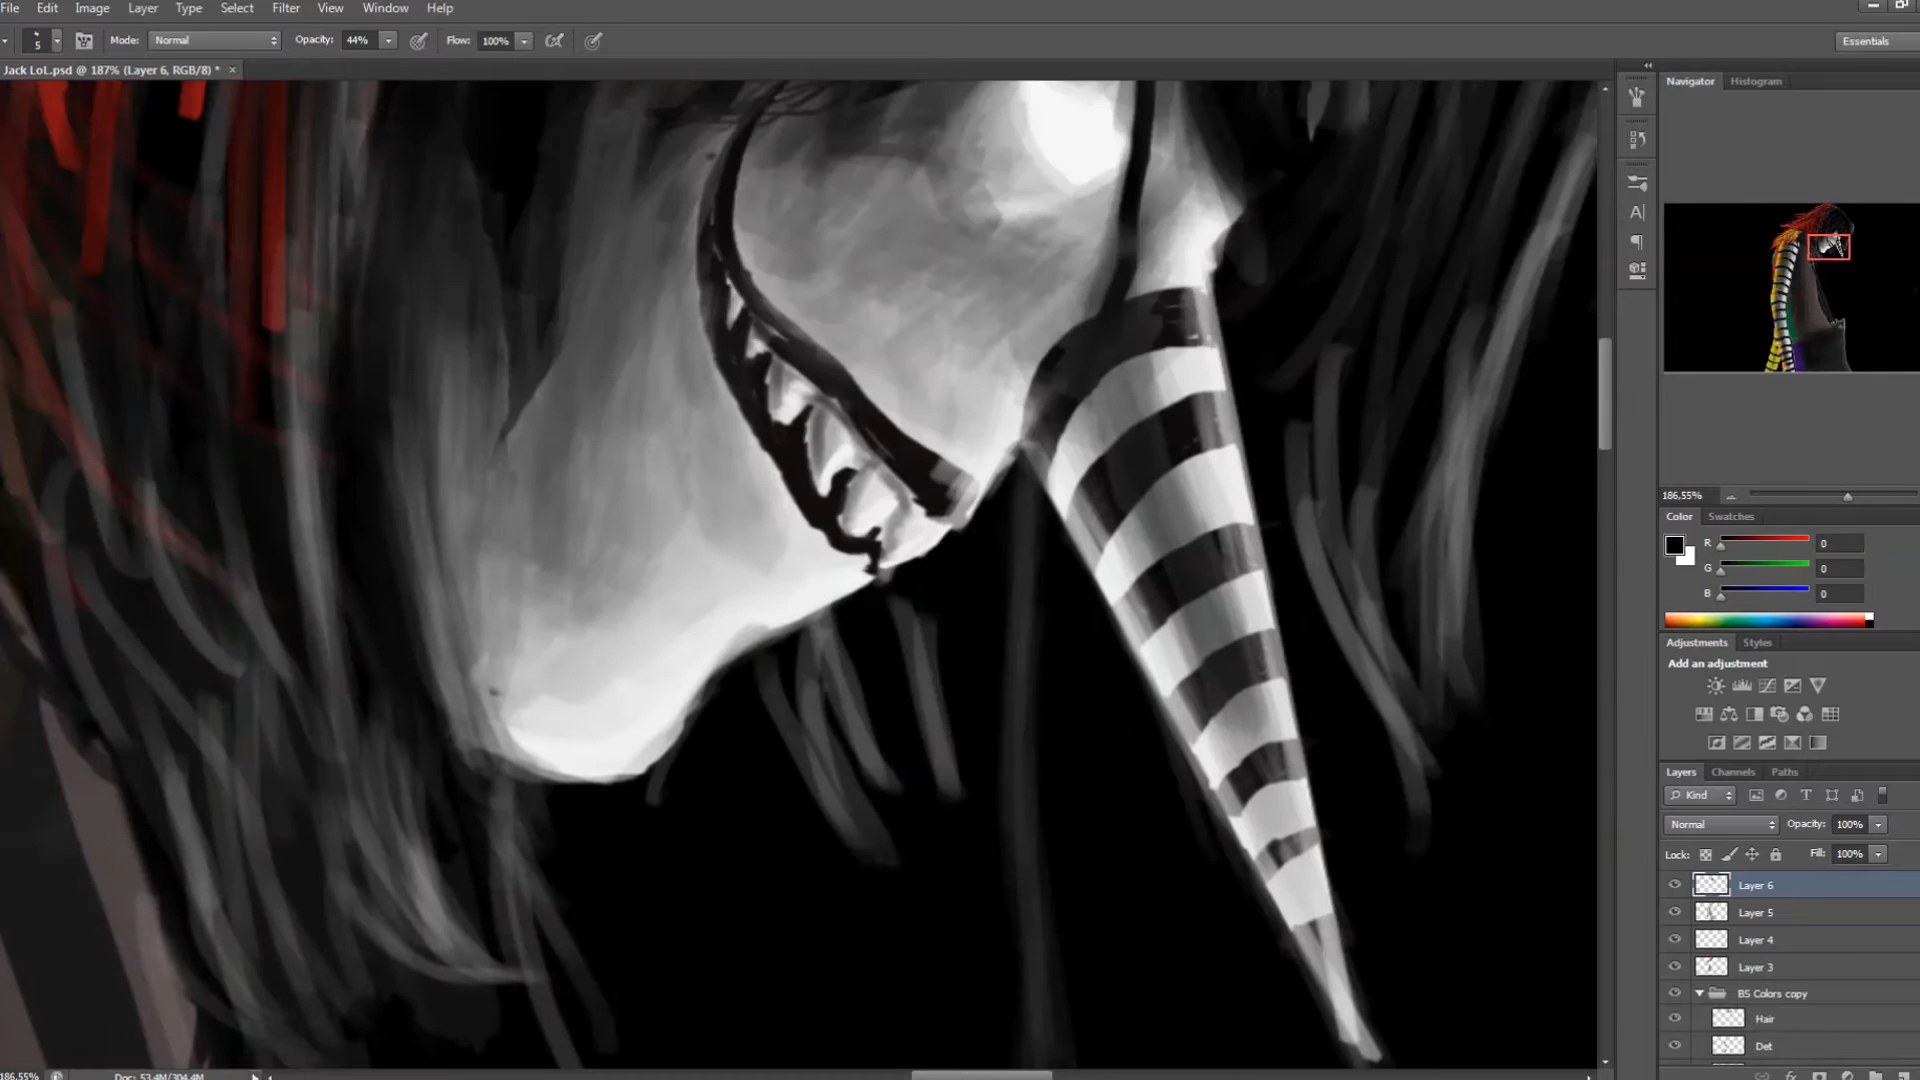 File Edit Image Layer Type Select Filter View Window Help
5 Mode: Normal Opacity: 44% Flow: 100% Essentials
Jack LoL.psd @ 187% (Layer 6, RGB/8) * ×
Navigator Histogram
186,55%
Color Swatches
R 0
G 0
B 0
Adjustments Styles
Add an adjustment
Layers Channels Paths
Kind
Normal Opacity: 100%
Lock: Fill: 100%
Layer 6
Layer 5
Layer 4
Layer 3
BS Colors copy
Hair
Det
186,55% Doc: 53,4M/304,4M